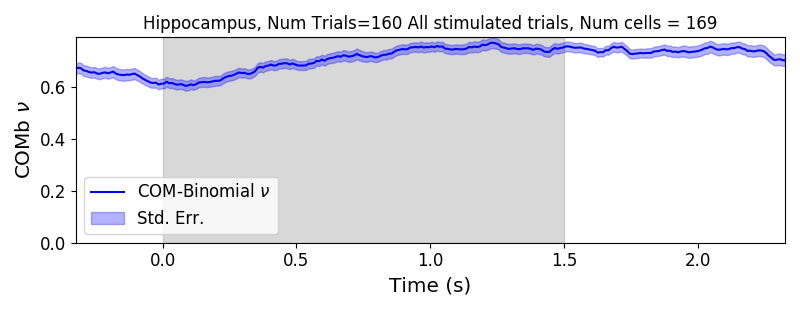 Hippocampus, Num Trials=160 All stimulated trials, Num cells = 169
COMb ν
0.6
0.4
0.2
0.0
COM-Binomial ν
Std. Err.
0.0 0.5 1.0 1.5 2.0
Time (s)